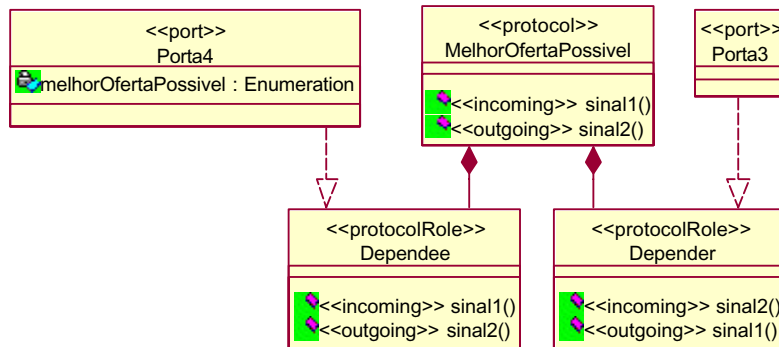 <<port>>
Porta4
melhorOfertaPossivel : Enumeration
<<protocol>>
MelhorOfertaPossivel
<<incoming>> sinal1()
<<outgoing>> sinal2()
<<port>>
Porta3
<<protocolRole>>
Dependee
<<incoming>> sinal1()
<<outgoing>> sinal2()
<<protocolRole>>
Depender
<<incoming>> sinal2()
<<outgoing>> sinal1()